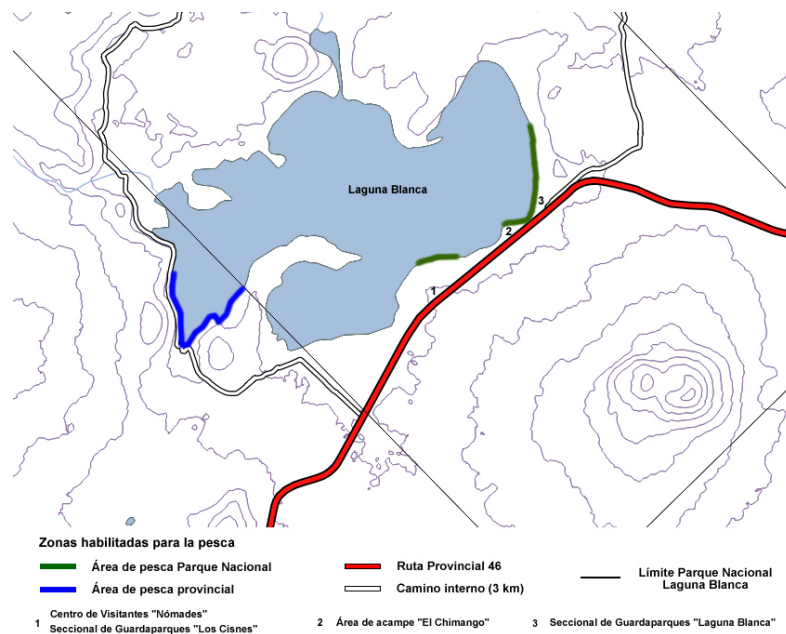 Laguna Blanca
3
2
1
Zonas habilitadas para la pesca
Área de pesca Parque Nacional
Ruta Provincial 46
Área de pesca provincial
Camino interno (3 km)
Límite Parque Nacional
Laguna Blanca
1 Centro de Visitantes "Nómades"
Seccional de Guardaparques "Los Cisnes"
2 Área de acampe "El Chimango"
3 Seccional de Guardaparques "Laguna Blanca"